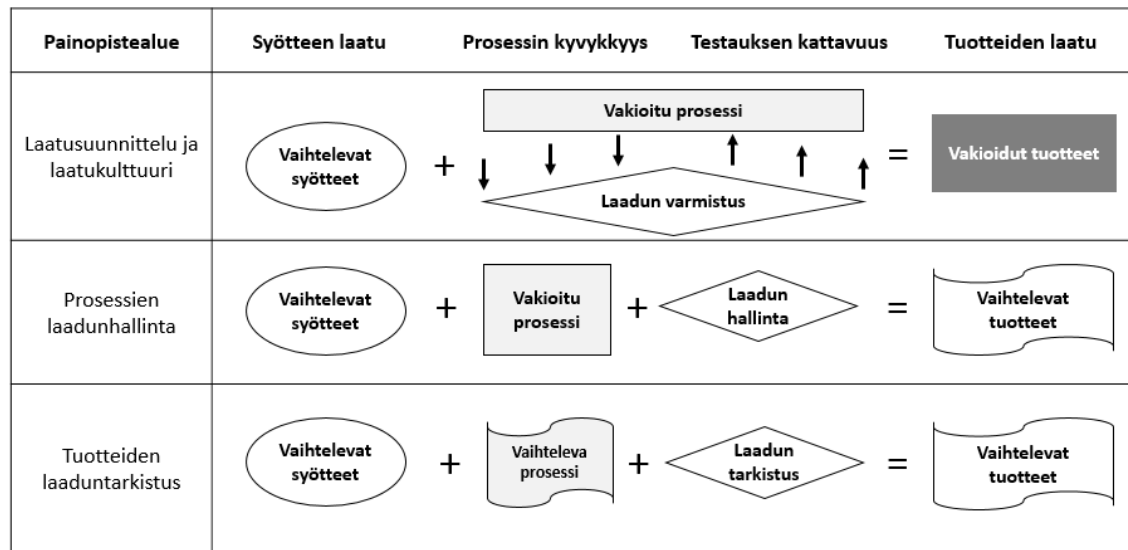 Painopistealue
Syötteen laatu
Prosessin kyvykkyys
Testauksen kattavuus
Tuotteiden laatu
Laatusuunnittelu ja
laatukulttuuri
Vaihtelevat
syötteet
+
Vakioitu prosessi
Laadun varmistus
=
Vakioidut tuotteet
Prosessien
laadunhallinta
Vaihtelevat
syötteet
+
Vakioitu
prosessi
+
Laadun
hallinta
=
Vaihtelevat
tuotteet
Tuotteiden
laaduntarkistus
Vaihtelevat
syötteet
+
Vaihteleva
prosessi
+
Laadun
tarkistus
=
Vaihtelevat
tuotteet